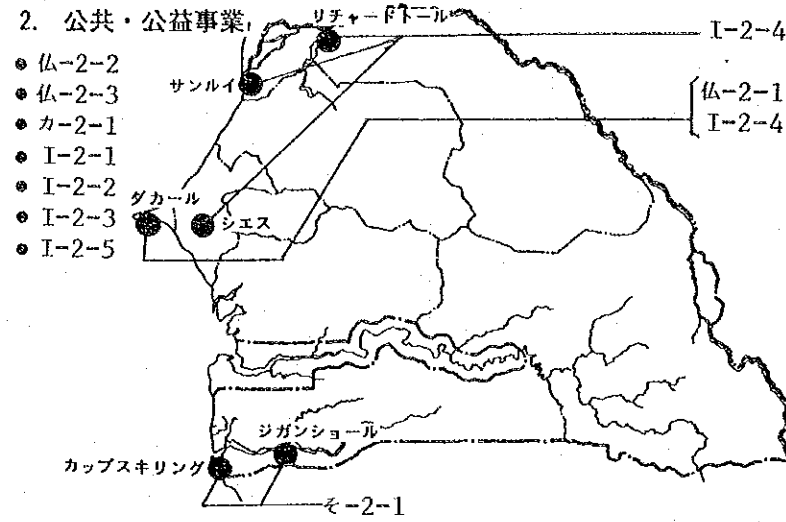 2. 公共・公益事業
リチャードトール
I-2-4
仏-2-2
仏-2-3
カ-2-1
I-2-1
I-2-2
I-2-3
I-2-5
サンルイ
仏-2-1
I-2-4
ダカール
シエス
ジガンショール
カップスキリング
そ-2-1